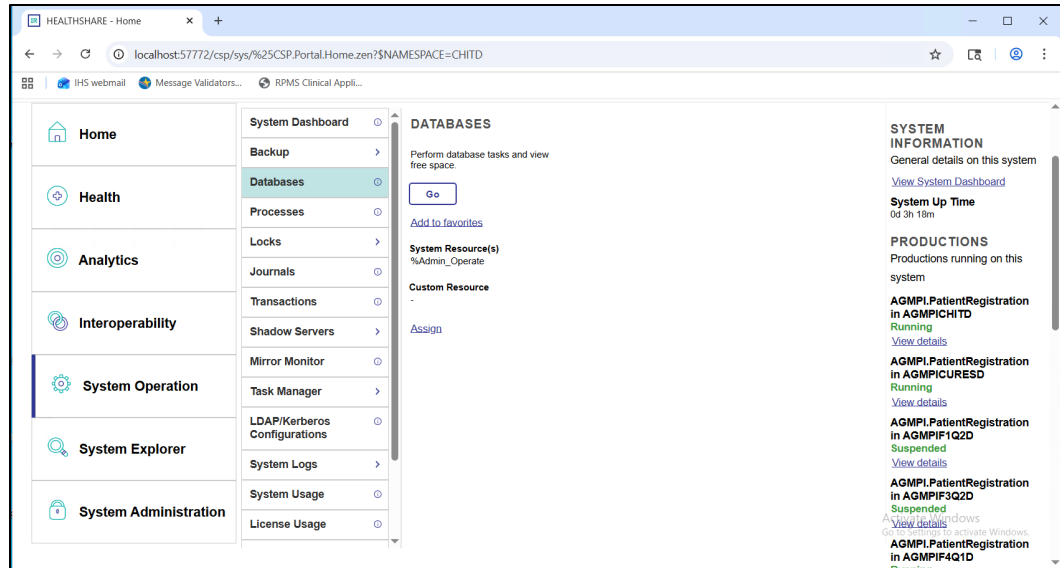 HEALTHSHARE - Home
localhost:57772/csp/sys/%25CSP.Portal.Home.zen?$NAMESPACE=CHITD
IHS webmail
Message Validators...
RPMS Clinical Appli...
Home
Health
Analytics
Interoperability
System Operation
System Explorer
System Administration
System Dashboard
Backup
Databases
Processes
Locks
Journals
Transactions
Shadow Servers
Mirror Monitor
Task Manager
LDAP/Kerberos
Configurations
System Logs
System Usage
License Usage
DATABASES
Perform database tasks and view
free space.
Go
Add to favorites
System Resource(s)
%Admin_Operate
Custom Resource
-
Assign
SYSTEM
INFORMATION
General details on this system
View System Dashboard
System Up Time
0d 3h 18m
PRODUCTIONS
Productions running on this
system
AGMPI.PatientRegistration
in AGMPICHITD
Running
View details
AGMPI.PatientRegistration
in AGMPICURESD
Running
View details
AGMPI.PatientRegistration
in AGMPIF1Q2D
Suspended
View details
AGMPI.PatientRegistration
in AGMPIF3Q2D
Suspended
View details
Activate Windows
Go to Settings to activate Windows.
AGMPI.PatientRegistration
in AGMPIF4Q1D